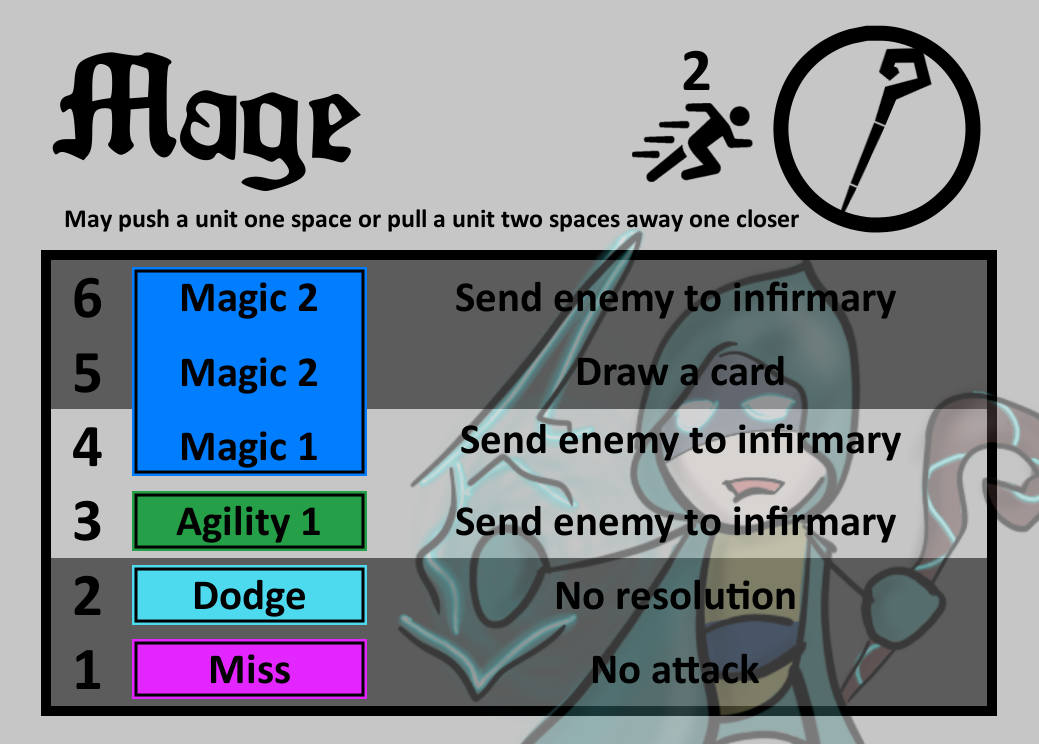 Mage
2
May push a unit one space or pull a unit two spaces away one closer
6 Magic 2 Send enemy to infirmary
5 Magic 2 Draw a card
4 Magic 1 Send enemy to infirmary
3 Agility 1 Send enemy to infirmary
2 Dodge No resolution
1 Miss No attack